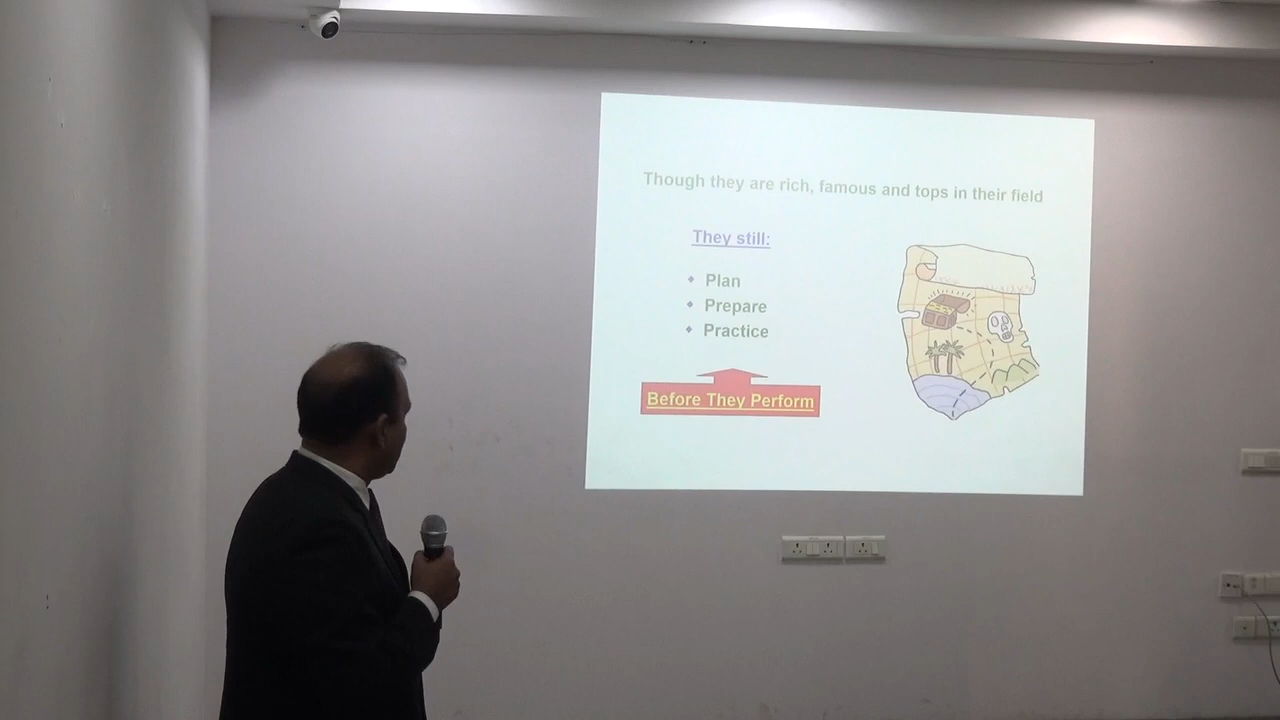 Though they are rich, famous and tops in their field
They still:
Plan
Prepare
Practice
Before They Perform